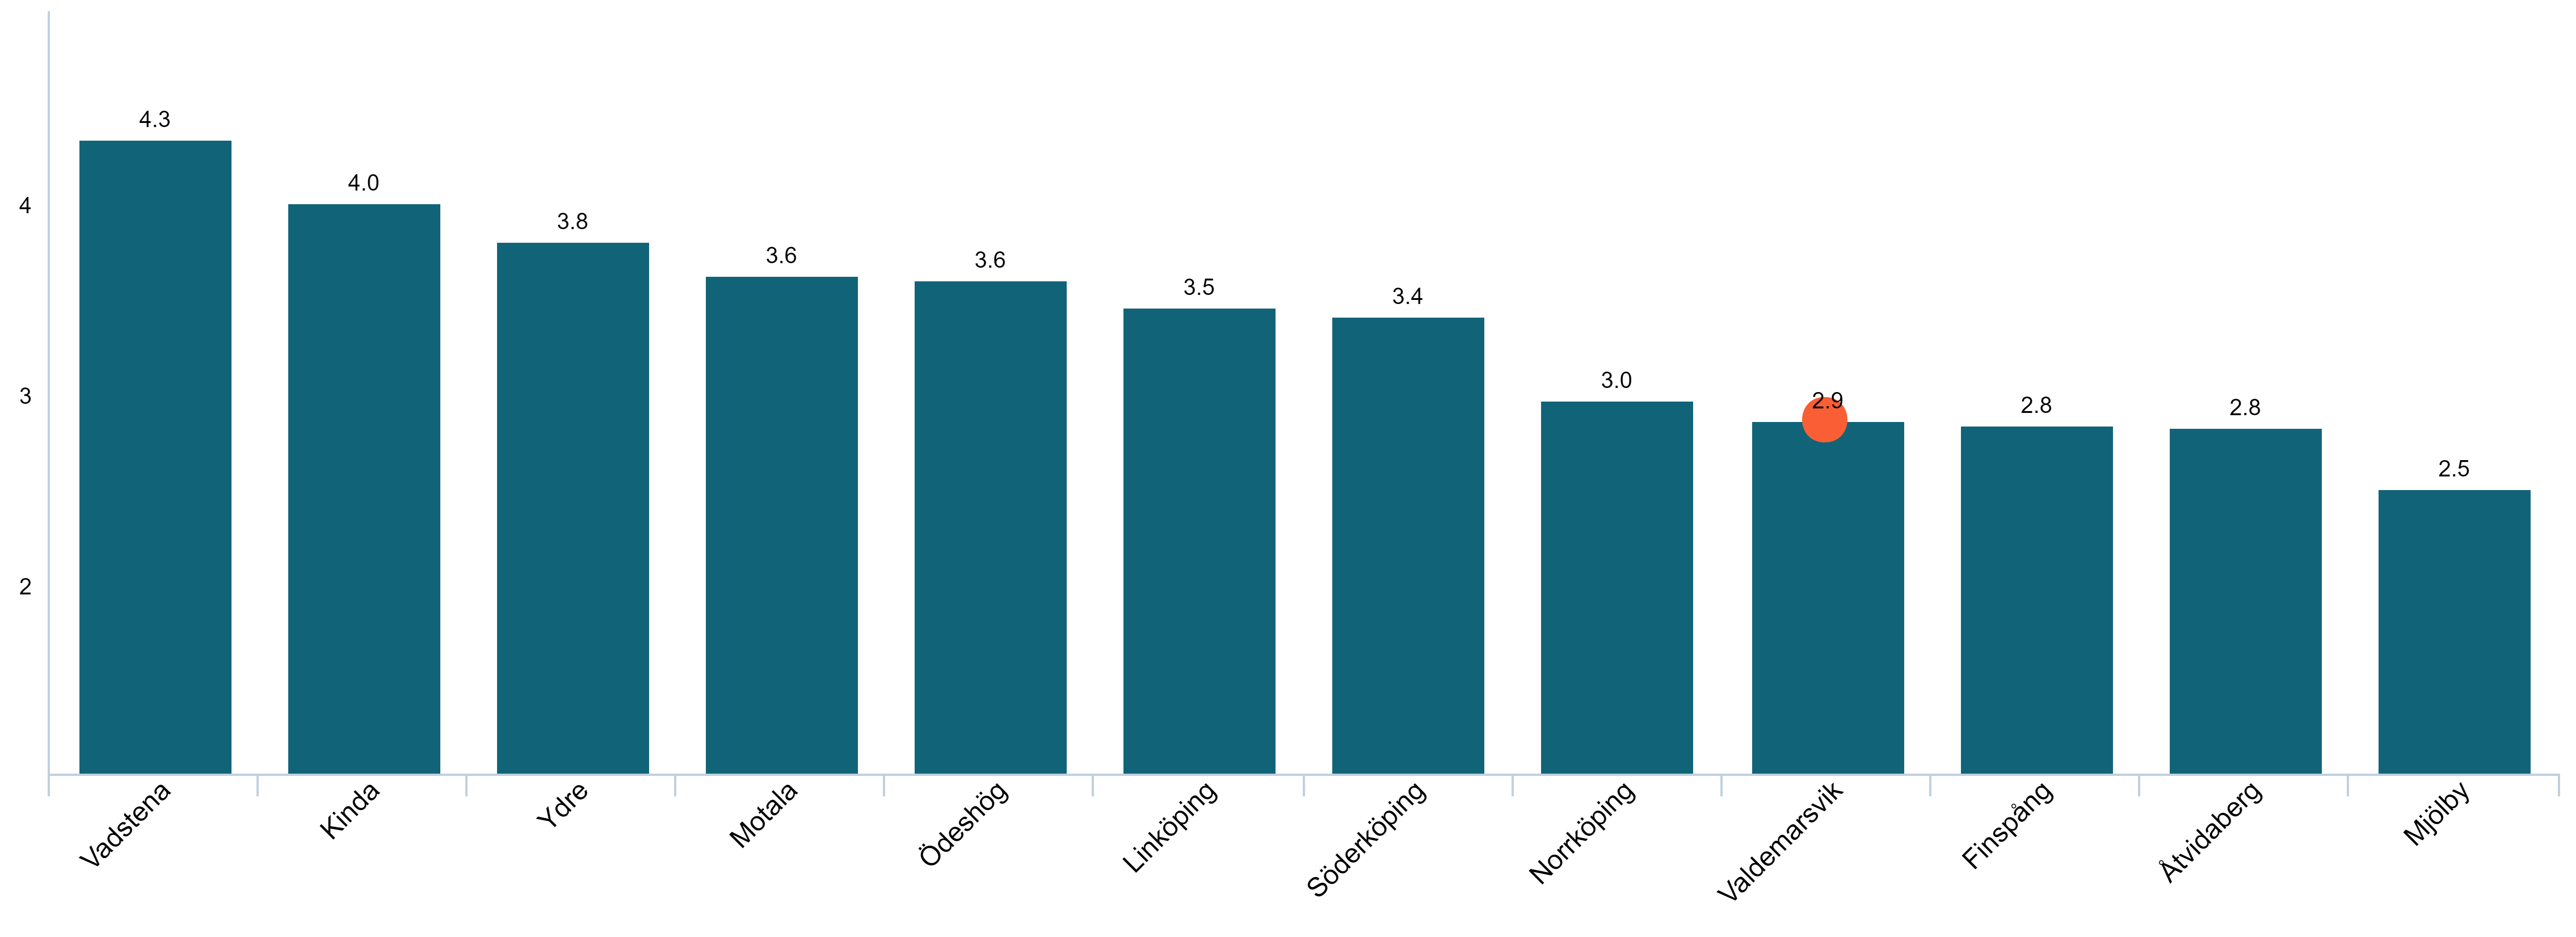 4.3
4.0
3.8
3.6
3.6
3.5
3.4
3.0
2.9
2.8
2.8
2.5
4
3
2
Vadstena
Kinda
Ydre
Motala
Ödeshög
Linköping
Söderköping
Norrköping
Valdemarsvik
Finspång
Åtvidaberg
Mjölby